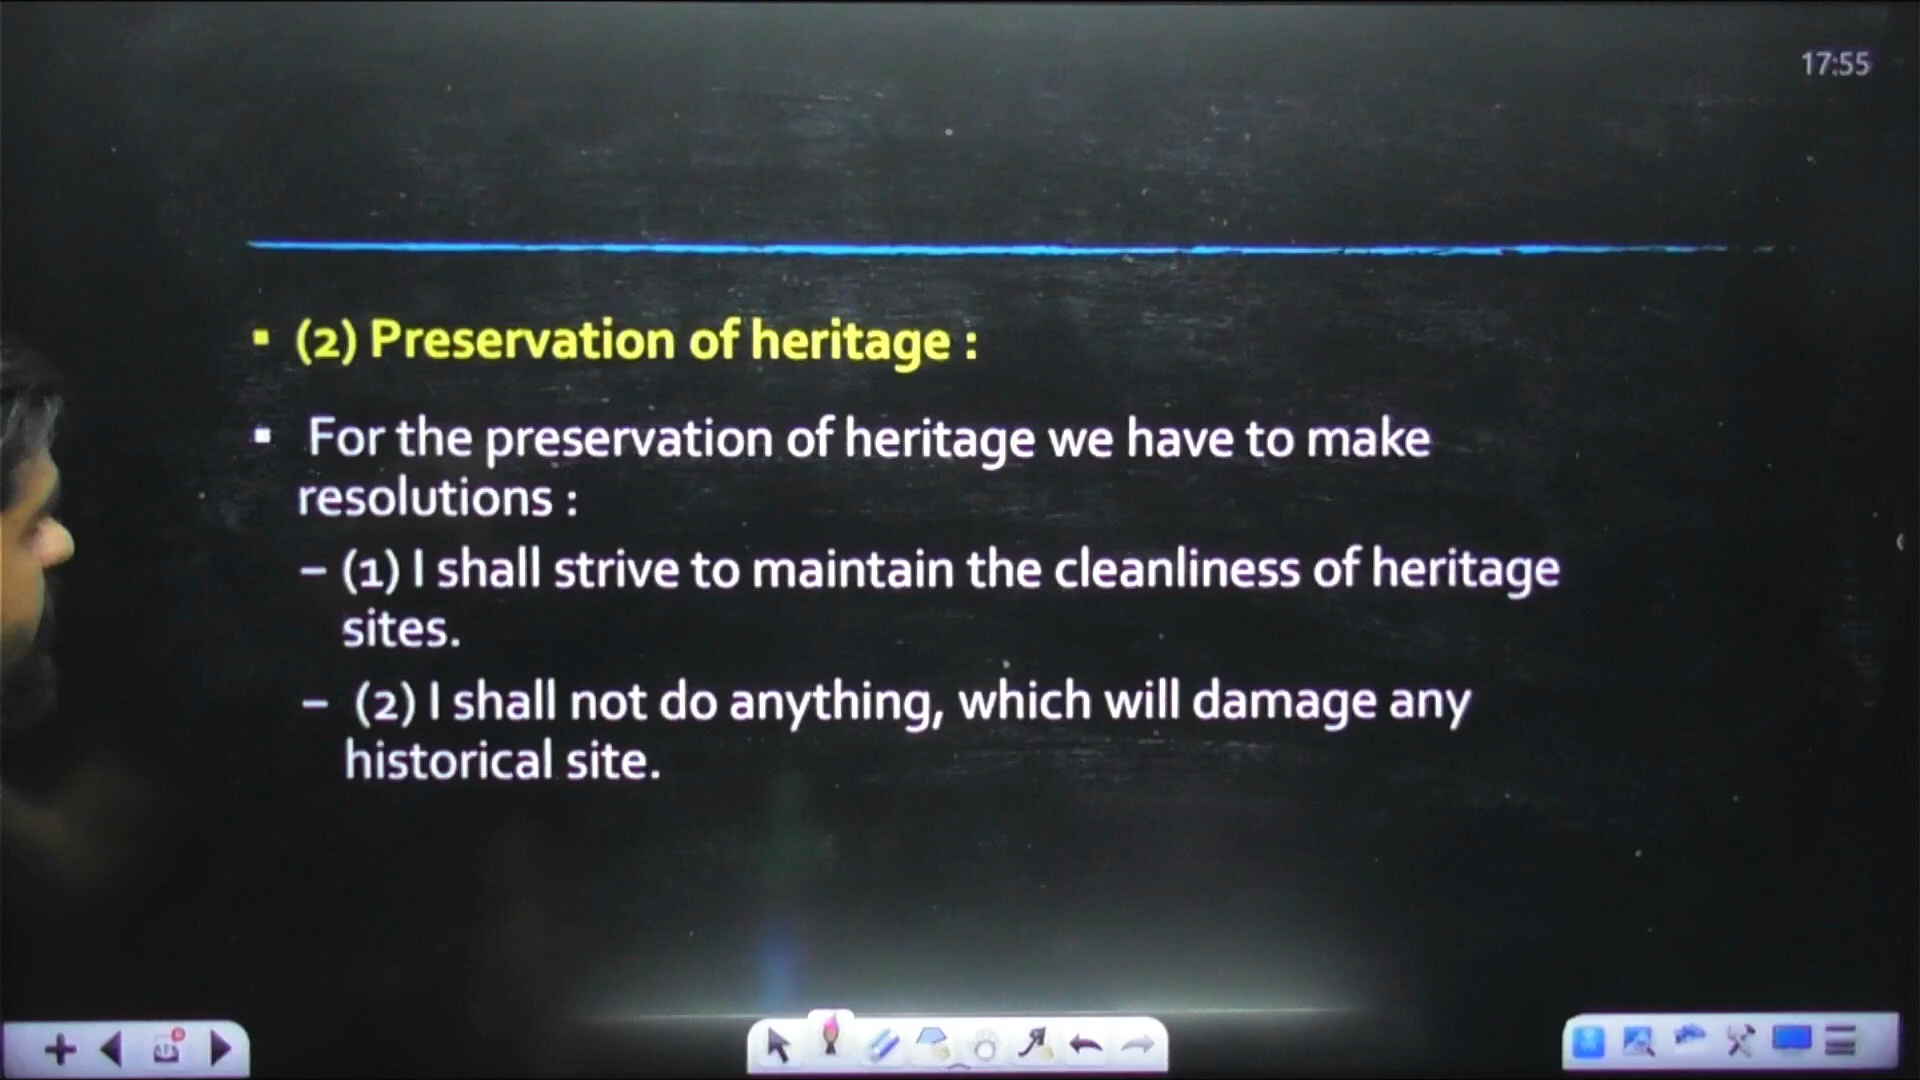 17:55
▪ (2) Preservation of heritage :
▪ For the preservation of heritage we have to make
resolutions :
– (1) I shall strive to maintain the cleanliness of heritage
sites.
– (2) I shall not do anything, which will damage any
historical site.